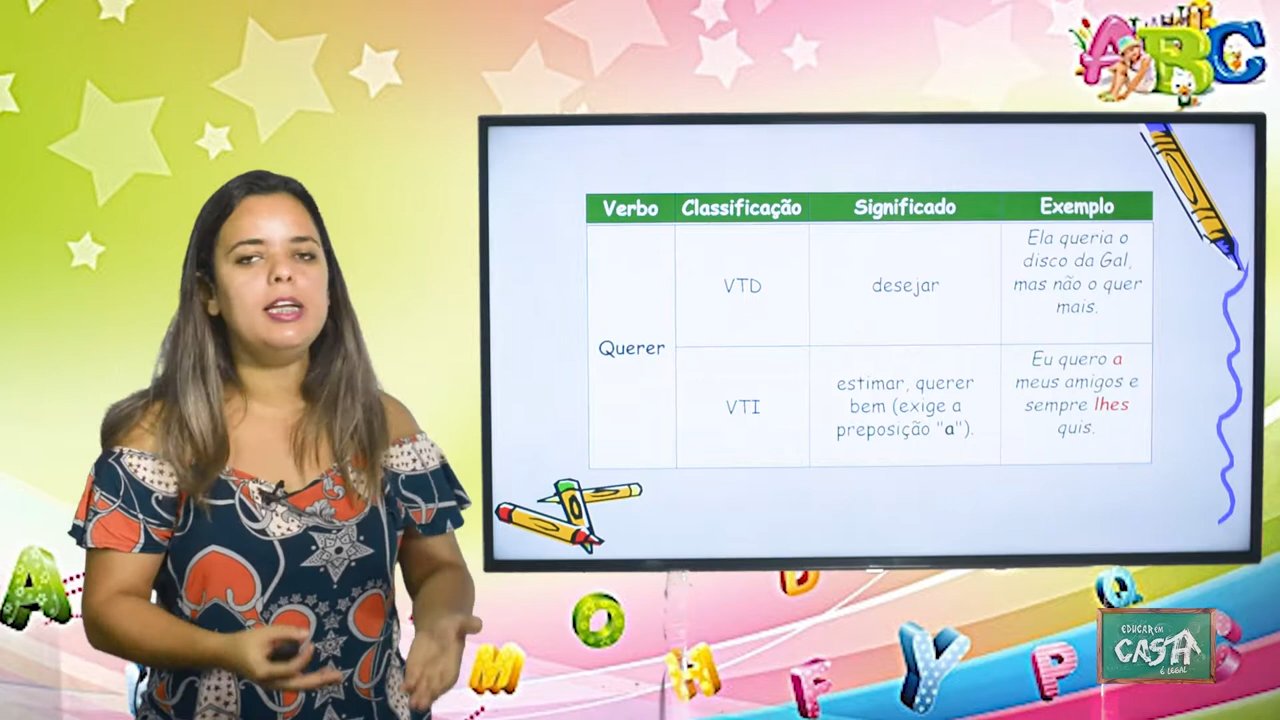 ABC
Verbo Classificação Significado Exemplo
Querer
VTD
desejar
Ela queria o
disco da Gal,
mas não o quer
mais.
VTI
estimar, querer
bem (exige a
preposição "a").
Eu quero a
meus amigos e
sempre lhes
quis.
A
O
D
Q
M
H
F
Y
P
S
EDUCAR EM
CASA
É LEGAL